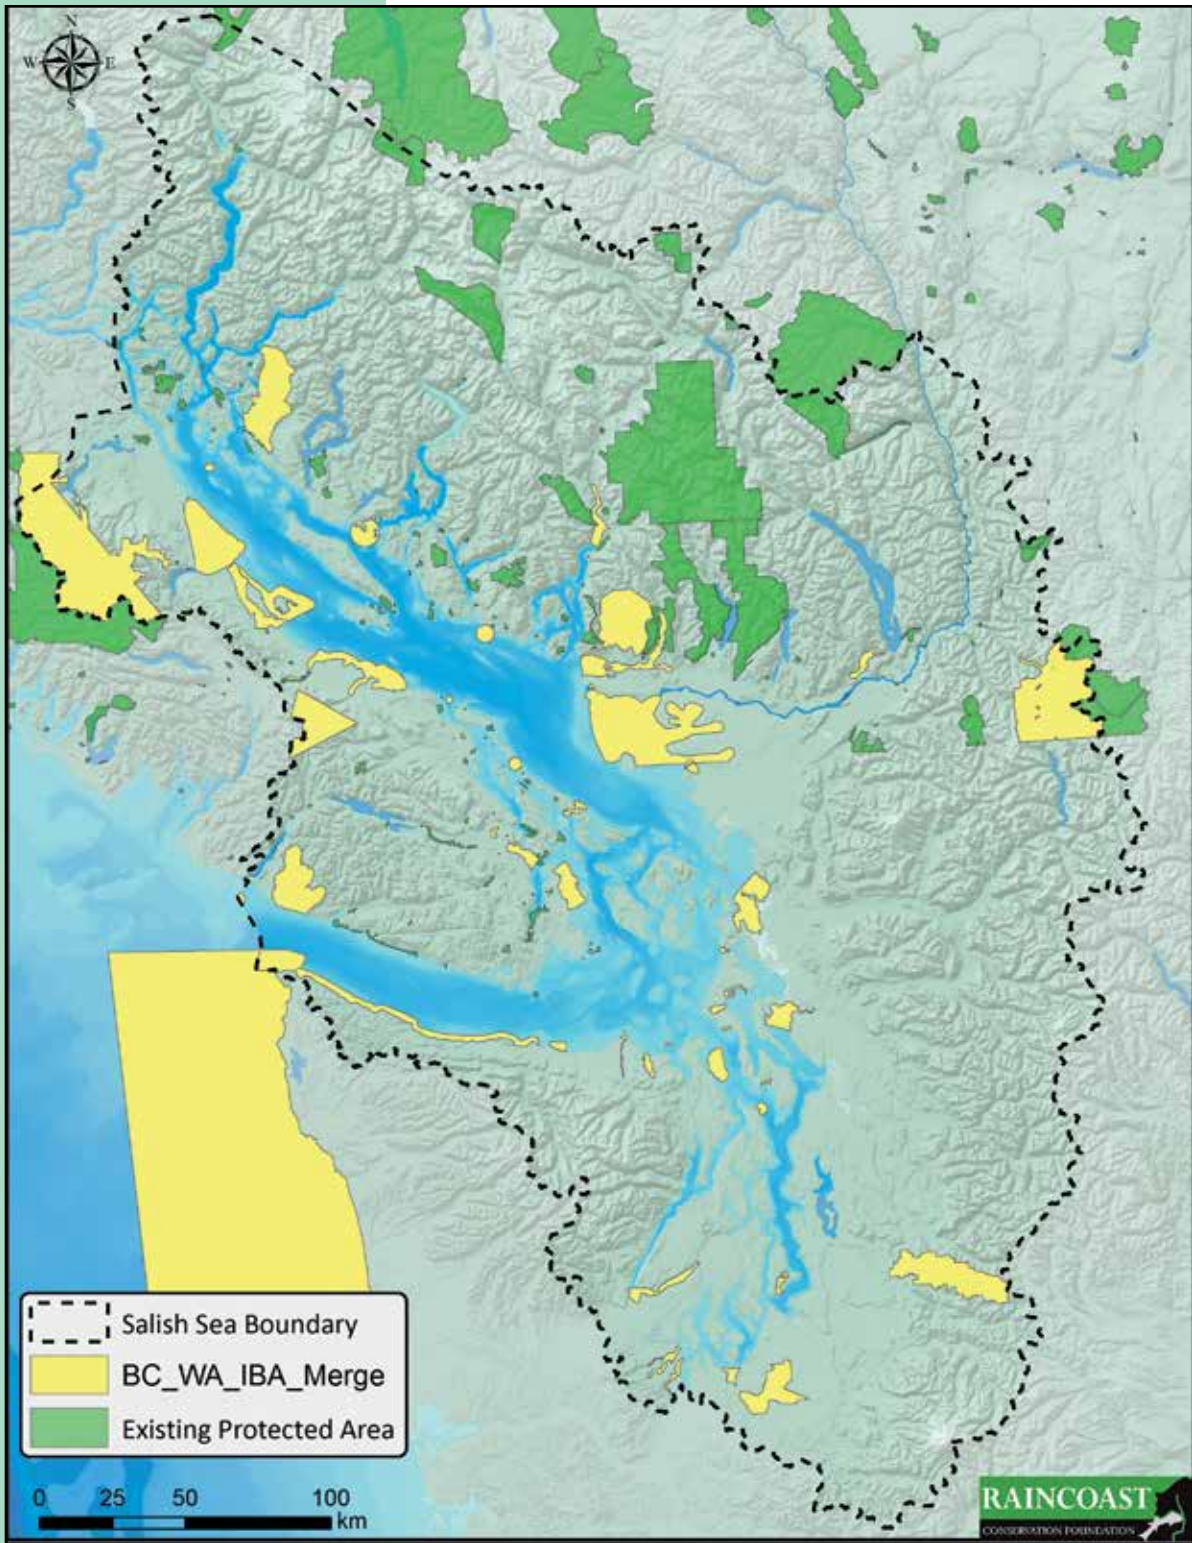 N
W E
S
Salish Sea Boundary
BC_WA_IBA_Merge
Existing Protected Area
0 25 50 100
km
RAINCOAST
CONSERVATION FOUNDATION